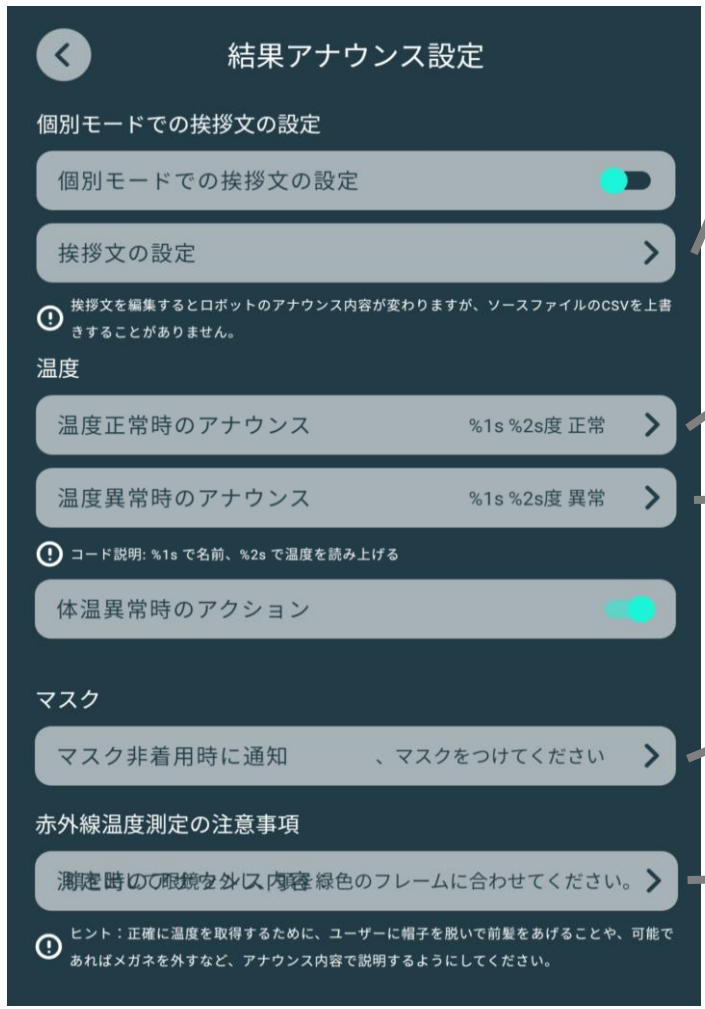 結果アナウンス設定
個別モードでの挨拶文の設定
個別モードでの挨拶文の設定
挨拶文の設定
挨拶文を編集するとロボットのアナウンス内容が変わりますが、ソースファイルのCSVを上書
きすることがありません。
温度
温度正常時のアナウンス %1s %2s度 正常
温度異常時のアナウンス %1s %2s度 異常
コード説明: %1s で名前、%2s で温度を読み上げる
体温異常時のアクション
マスク
マスク非着用時に通知 、マスクをつけてください
赤外線温度測定の注意事項
測定時のアナウンス内容 緑色のフレームに合わせてください。
ヒント：正確に温度を取得するために、ユーザーに帽子を脱いで前髪をあげることや、可能で
あればメガネを外すなど、アナウンス内容で説明するようにしてください。